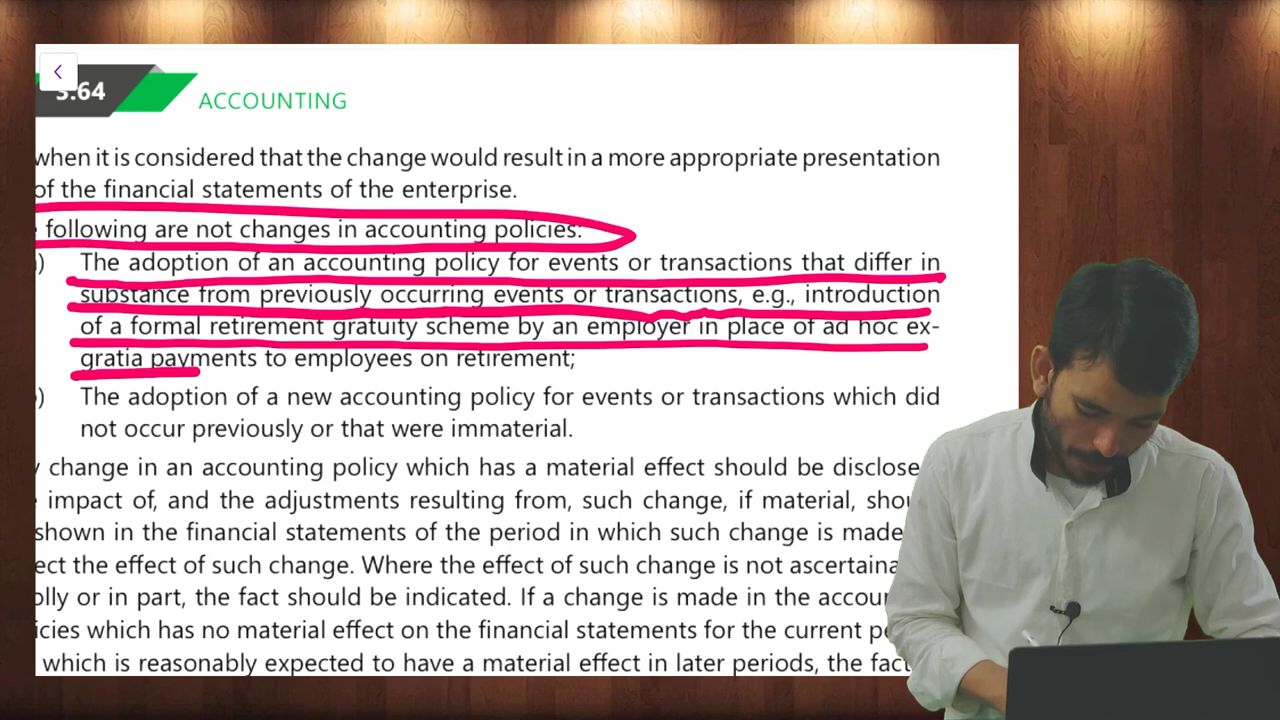 5.64
ACCOUNTING
when it is considered that the change would result in a more appropriate presentation
of the financial statements of the enterprise.
following are not changes in accounting policies:
The adoption of an accounting policy for events or transactions that differ in
substance from previously occurring events or transactions, e.g., introduction
of a formal retirement gratuity scheme by an employer in place of ad hoc ex-
gratia payments to employees on retirement;
The adoption of a new accounting policy for events or transactions which did
not occur previously or that were immaterial.
change in an accounting policy which has a material effect should be disclose
impact of, and the adjustments resulting from, such change, if material, shou
shown in the financial statements of the period in which such change is made
ect the effect of such change. Where the effect of such change is not ascertaina
olly or in part, the fact should be indicated. If a change is made in the accoun
icies which has no material effect on the financial statements for the current pe
which is reasonably expected to have a material effect in later periods, the fact